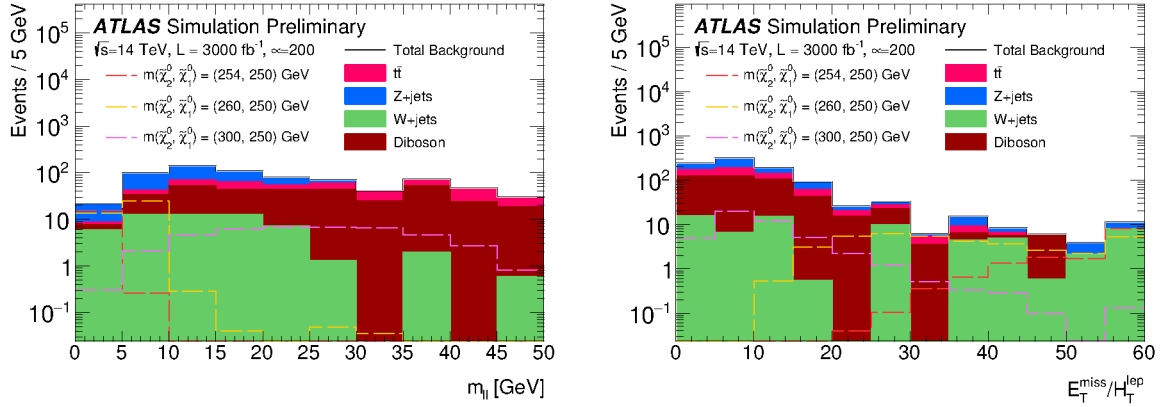 ATLAS Simulation Preliminary
√s=14 TeV, L = 3000 fb⁻¹, ∝=200
m(χ̃⁰₂, χ̃⁰₁) = (254, 250) GeV
m(χ̃⁰₂, χ̃⁰₁) = (260, 250) GeV
m(χ̃⁰₂, χ̃⁰₁) = (300, 250) GeV
Total Background
tt̄
Z+jets
W+jets
Diboson
Events / 5 GeV
10⁵
10⁴
10³
10²
10
1
10⁻¹
0 5 10 15 20 25 30 35 40 45 50
m_ll [GeV]
ATLAS Simulation Preliminary
√s=14 TeV, L = 3000 fb⁻¹, ∝=200
m(χ̃⁰₂, χ̃⁰₁) = (254, 250) GeV
m(χ̃⁰₂, χ̃⁰₁) = (260, 250) GeV
m(χ̃⁰₂, χ̃⁰₁) = (300, 250) GeV
Total Background
tt̄
Z+jets
W+jets
Diboson
Events / 5 GeV
10⁵
10⁴
10³
10²
10
1
10⁻¹
0 10 20 30 40 50 60
E_T^miss/H_T^lep